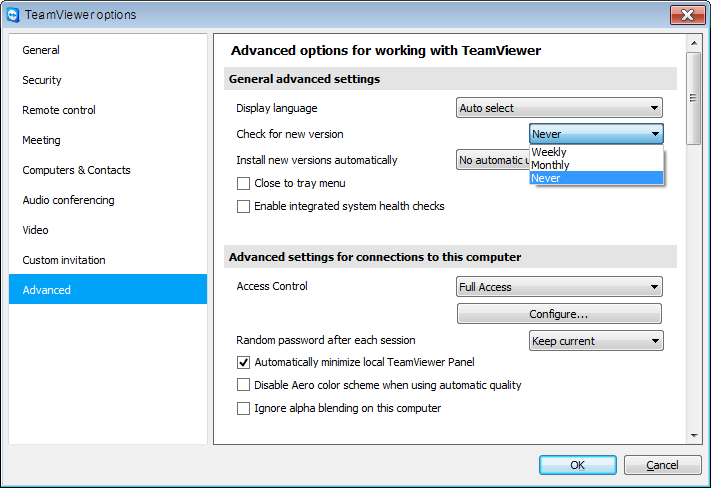 TeamViewer options
General
Security
Remote control
Meeting
Computers & Contacts
Audio conferencing
Video
Custom invitation
Advanced
Advanced options for working with TeamViewer
General advanced settings
Display language Auto select
Check for new version Never
Weekly
Monthly
Never
Install new versions automatically No automatic
Close to tray menu
Enable integrated system health checks
Advanced settings for connections to this computer
Access Control Full Access
Configure...
Random password after each session Keep current
Automatically minimize local TeamViewer Panel
Disable Aero color scheme when using automatic quality
Ignore alpha blending on this computer
OK Cancel